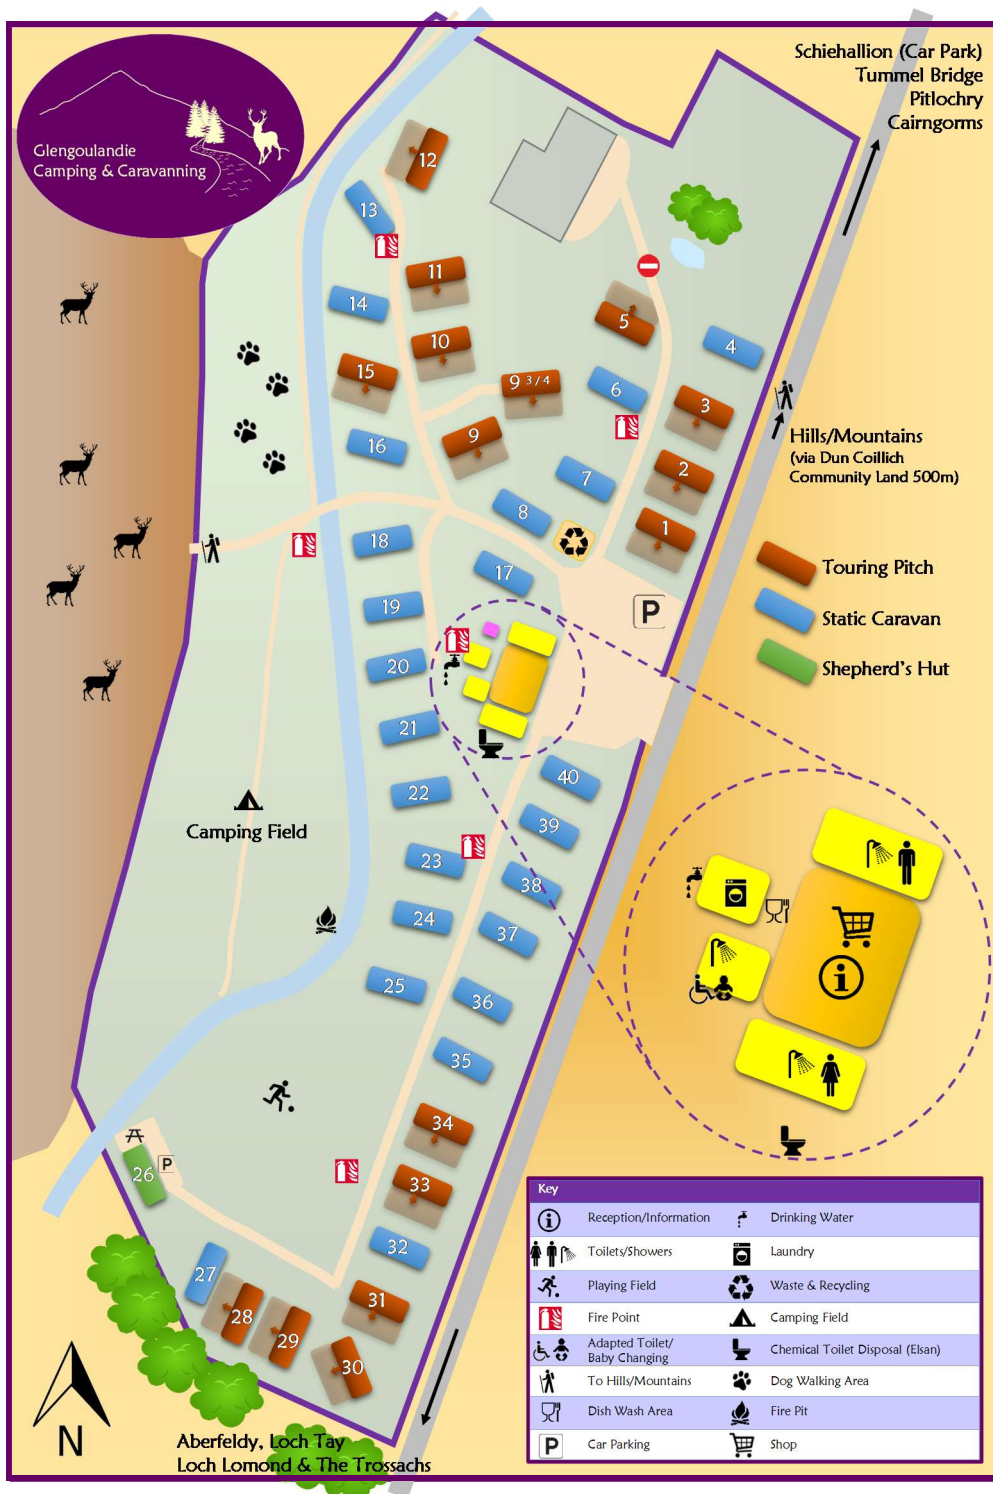 Glengoulandie
Camping & Caravanning
Schiehallion (Car Park)
Tummel Bridge
Pitlochry
Cairngorms
12
13
11
14
10
15
9 3/4
9
16
5
4
6
3
2
7
8
1
Hills/Mountains
(via Dun Coillich
Community Land 500m)
Touring Pitch
Static Caravan
Shepherd's Hut
18
17
19
P
20
21
22
40
39
Camping Field
23
38
24
37
25
36
35
34
33
26
P
32
27
28
29
31
30
N
Aberfeldy, Loch Tay
Loch Lomond & The Trossachs
i
Key
i Reception/Information
Drinking Water
Toilets/Showers
Laundry
Playing Field
Waste & Recycling
Fire Point
Camping Field
Adapted Toilet/
Baby Changing
Chemical Toilet Disposal (Elsan)
To Hills/Mountains
Dog Walking Area
Dish Wash Area
Fire Pit
P Car Parking
Shop